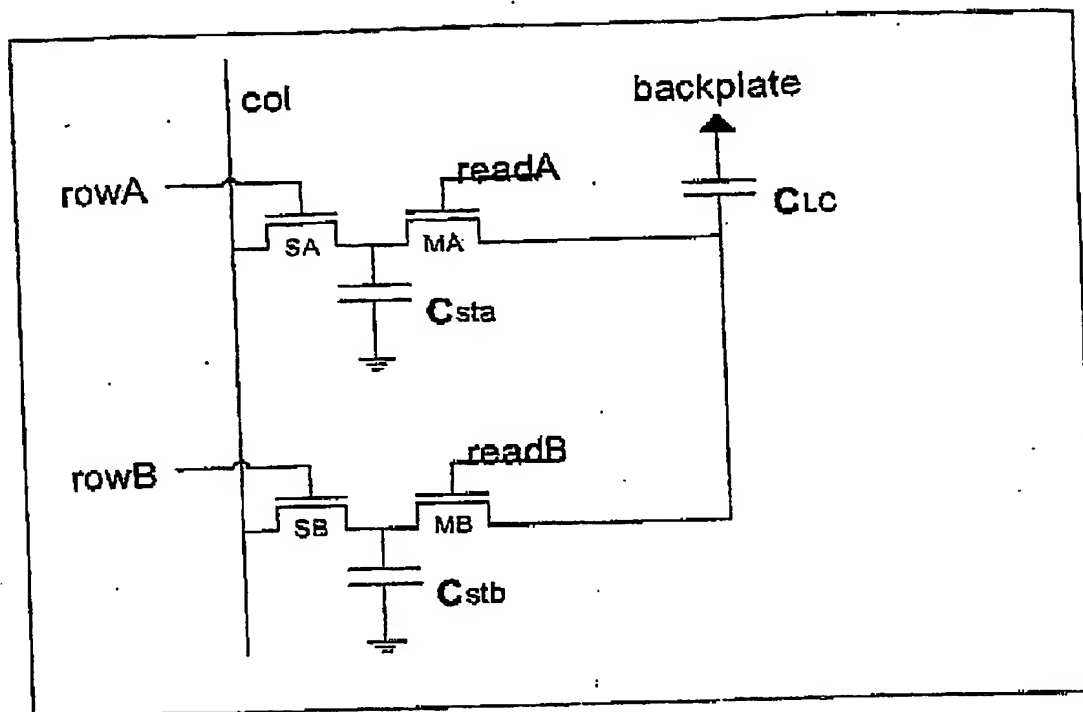 col
backplate
rowA
readA
CLC
SA
MA
Csta
rowB
readB
SB
MB
Cstb